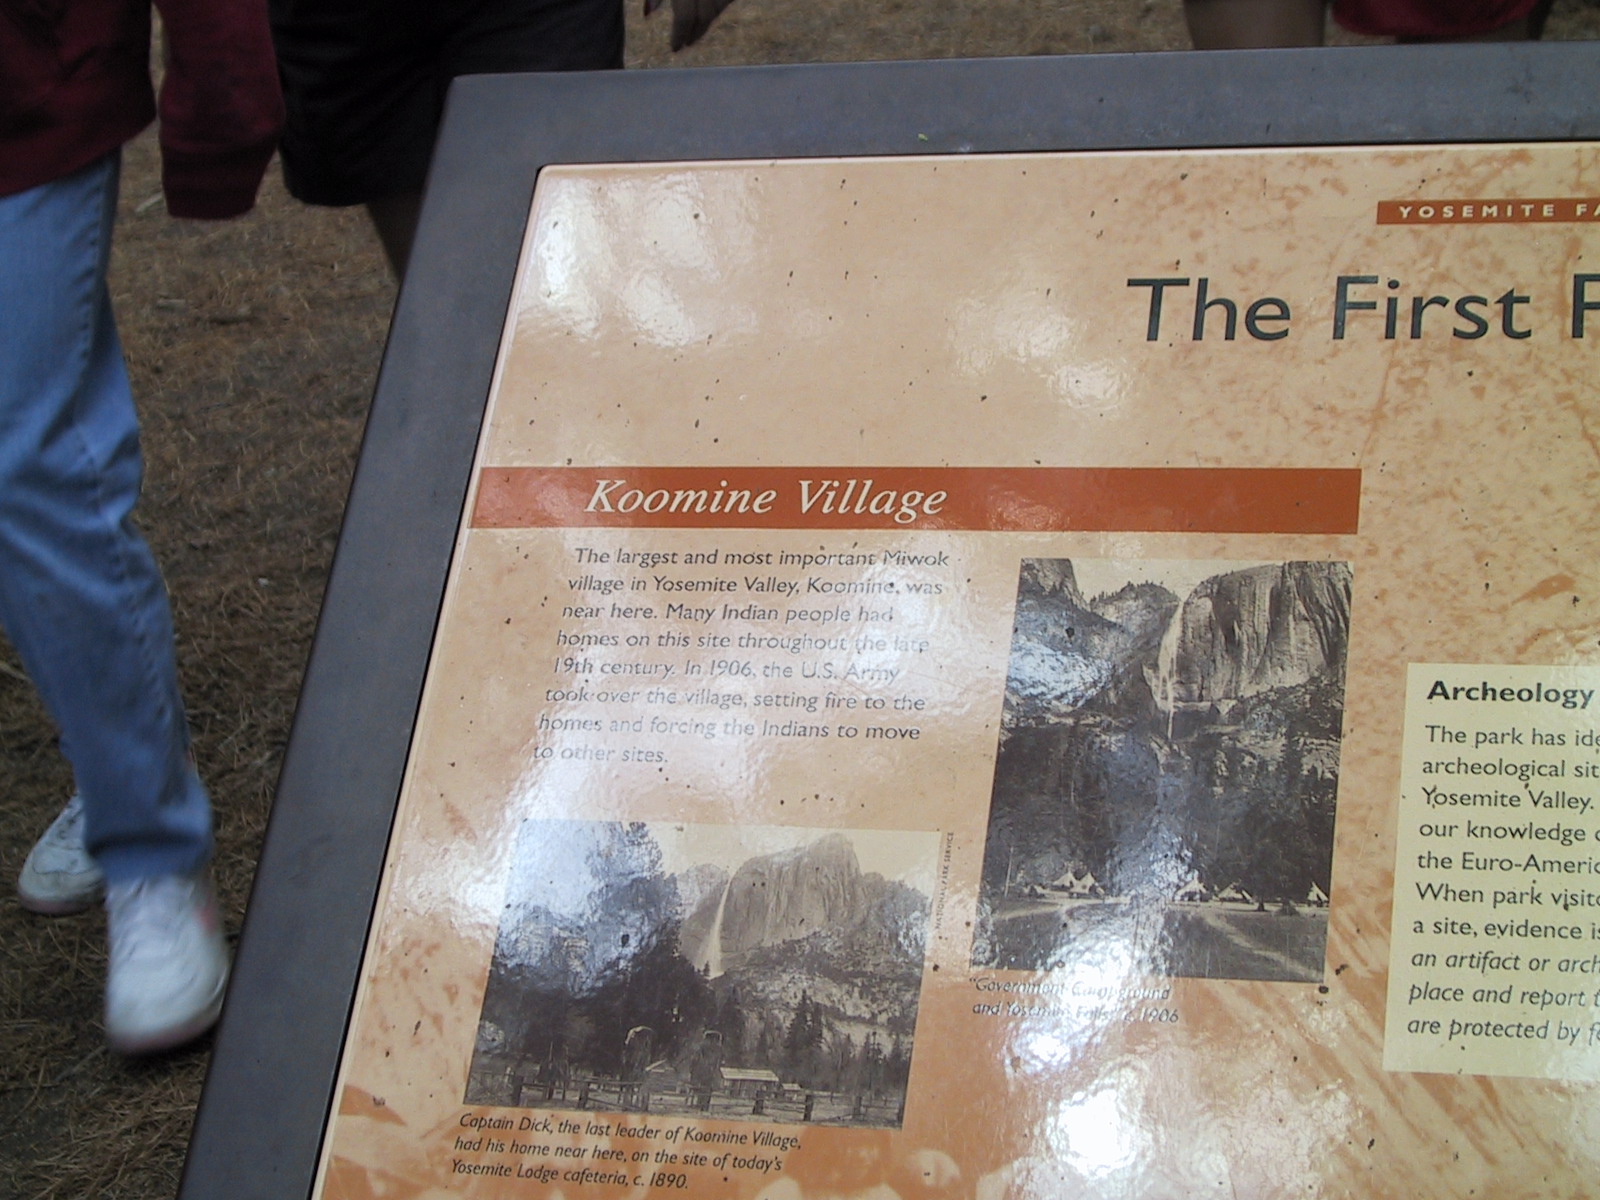 YOSEMITE FA
The First P
Koomine Village
The largest and most important Miwok
village in Yosemite Valley, Koomine, was
near here. Many Indian people had
homes on this site throughout the late
19th century. In 1906, the U.S. Army
took over the village, setting fire to the
homes and forcing the Indians to move
to other sites.
NATIONAL PARK SERVICE
Captain Dick, the last leader of Koomine Village,
had his home near here, on the site of today's
Yosemite Lodge cafeteria, c. 1890.
"Government Campground
and Yosemite Falls" c. 1906
Archeology
The park has ide
archeological sit
Yosemite Valley.
our knowledge o
the Euro-Americ
When park visito
a site, evidence is
an artifact or arch
place and report t
are protected by fe